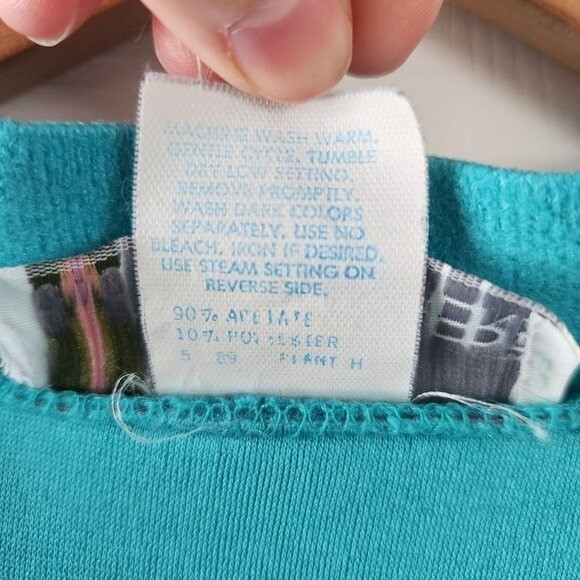 MACHINE WASH WARM.
GENTLE CYCLE. TUMBLE
DRY LOW SETTING.
REMOVE PROMPTLY.
WASH DARK COLORS
SEPARATELY. USE NO
BLEACH. IRON IF DESIRED.
USE STEAM SETTING ON
REVERSE SIDE.
90% ACETATE
10% POLYESTER
5 89 PLANT H